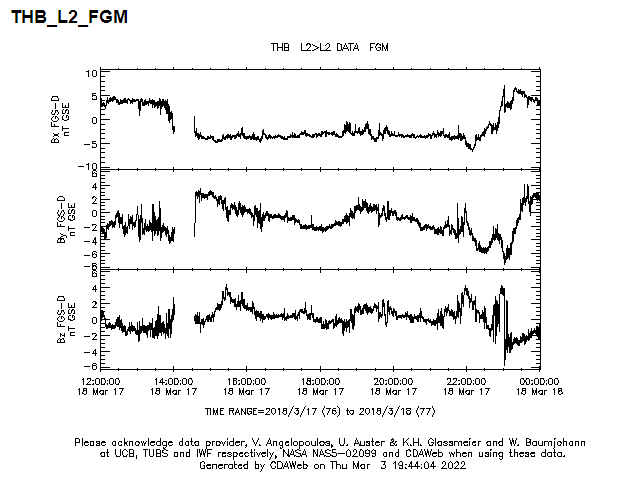 THB_L2_FGM
THB L2>L2 DATA FGM
Bx FGS-D
nT GSE
10
5
0
-5
-10
By FGS-D
nT GSE
6
4
2
0
-2
-4
-6
-8
Bz FGS-D
nT GSE
6
4
2
0
-2
-4
-6
12:00:00 14:00:00 16:00:00 18:00:00 20:00:00 22:00:00 00:00:00
18 Mar 17 18 Mar 17 18 Mar 17 18 Mar 17 18 Mar 17 18 Mar 17 18 Mar 18
TIME RANGE=2018/3/17 (76) to 2018/3/18 (77)
Please acknowledge data provider, V. Angelopoulos, U. Auster & K.H. Glassmeier and W. Baumjohann
at UCB, TUBS and IWF respectively, NASA NAS5-02099 and CDAWeb when using these data.
Generated by CDAWeb on Thu Mar 3 19:44:04 2022